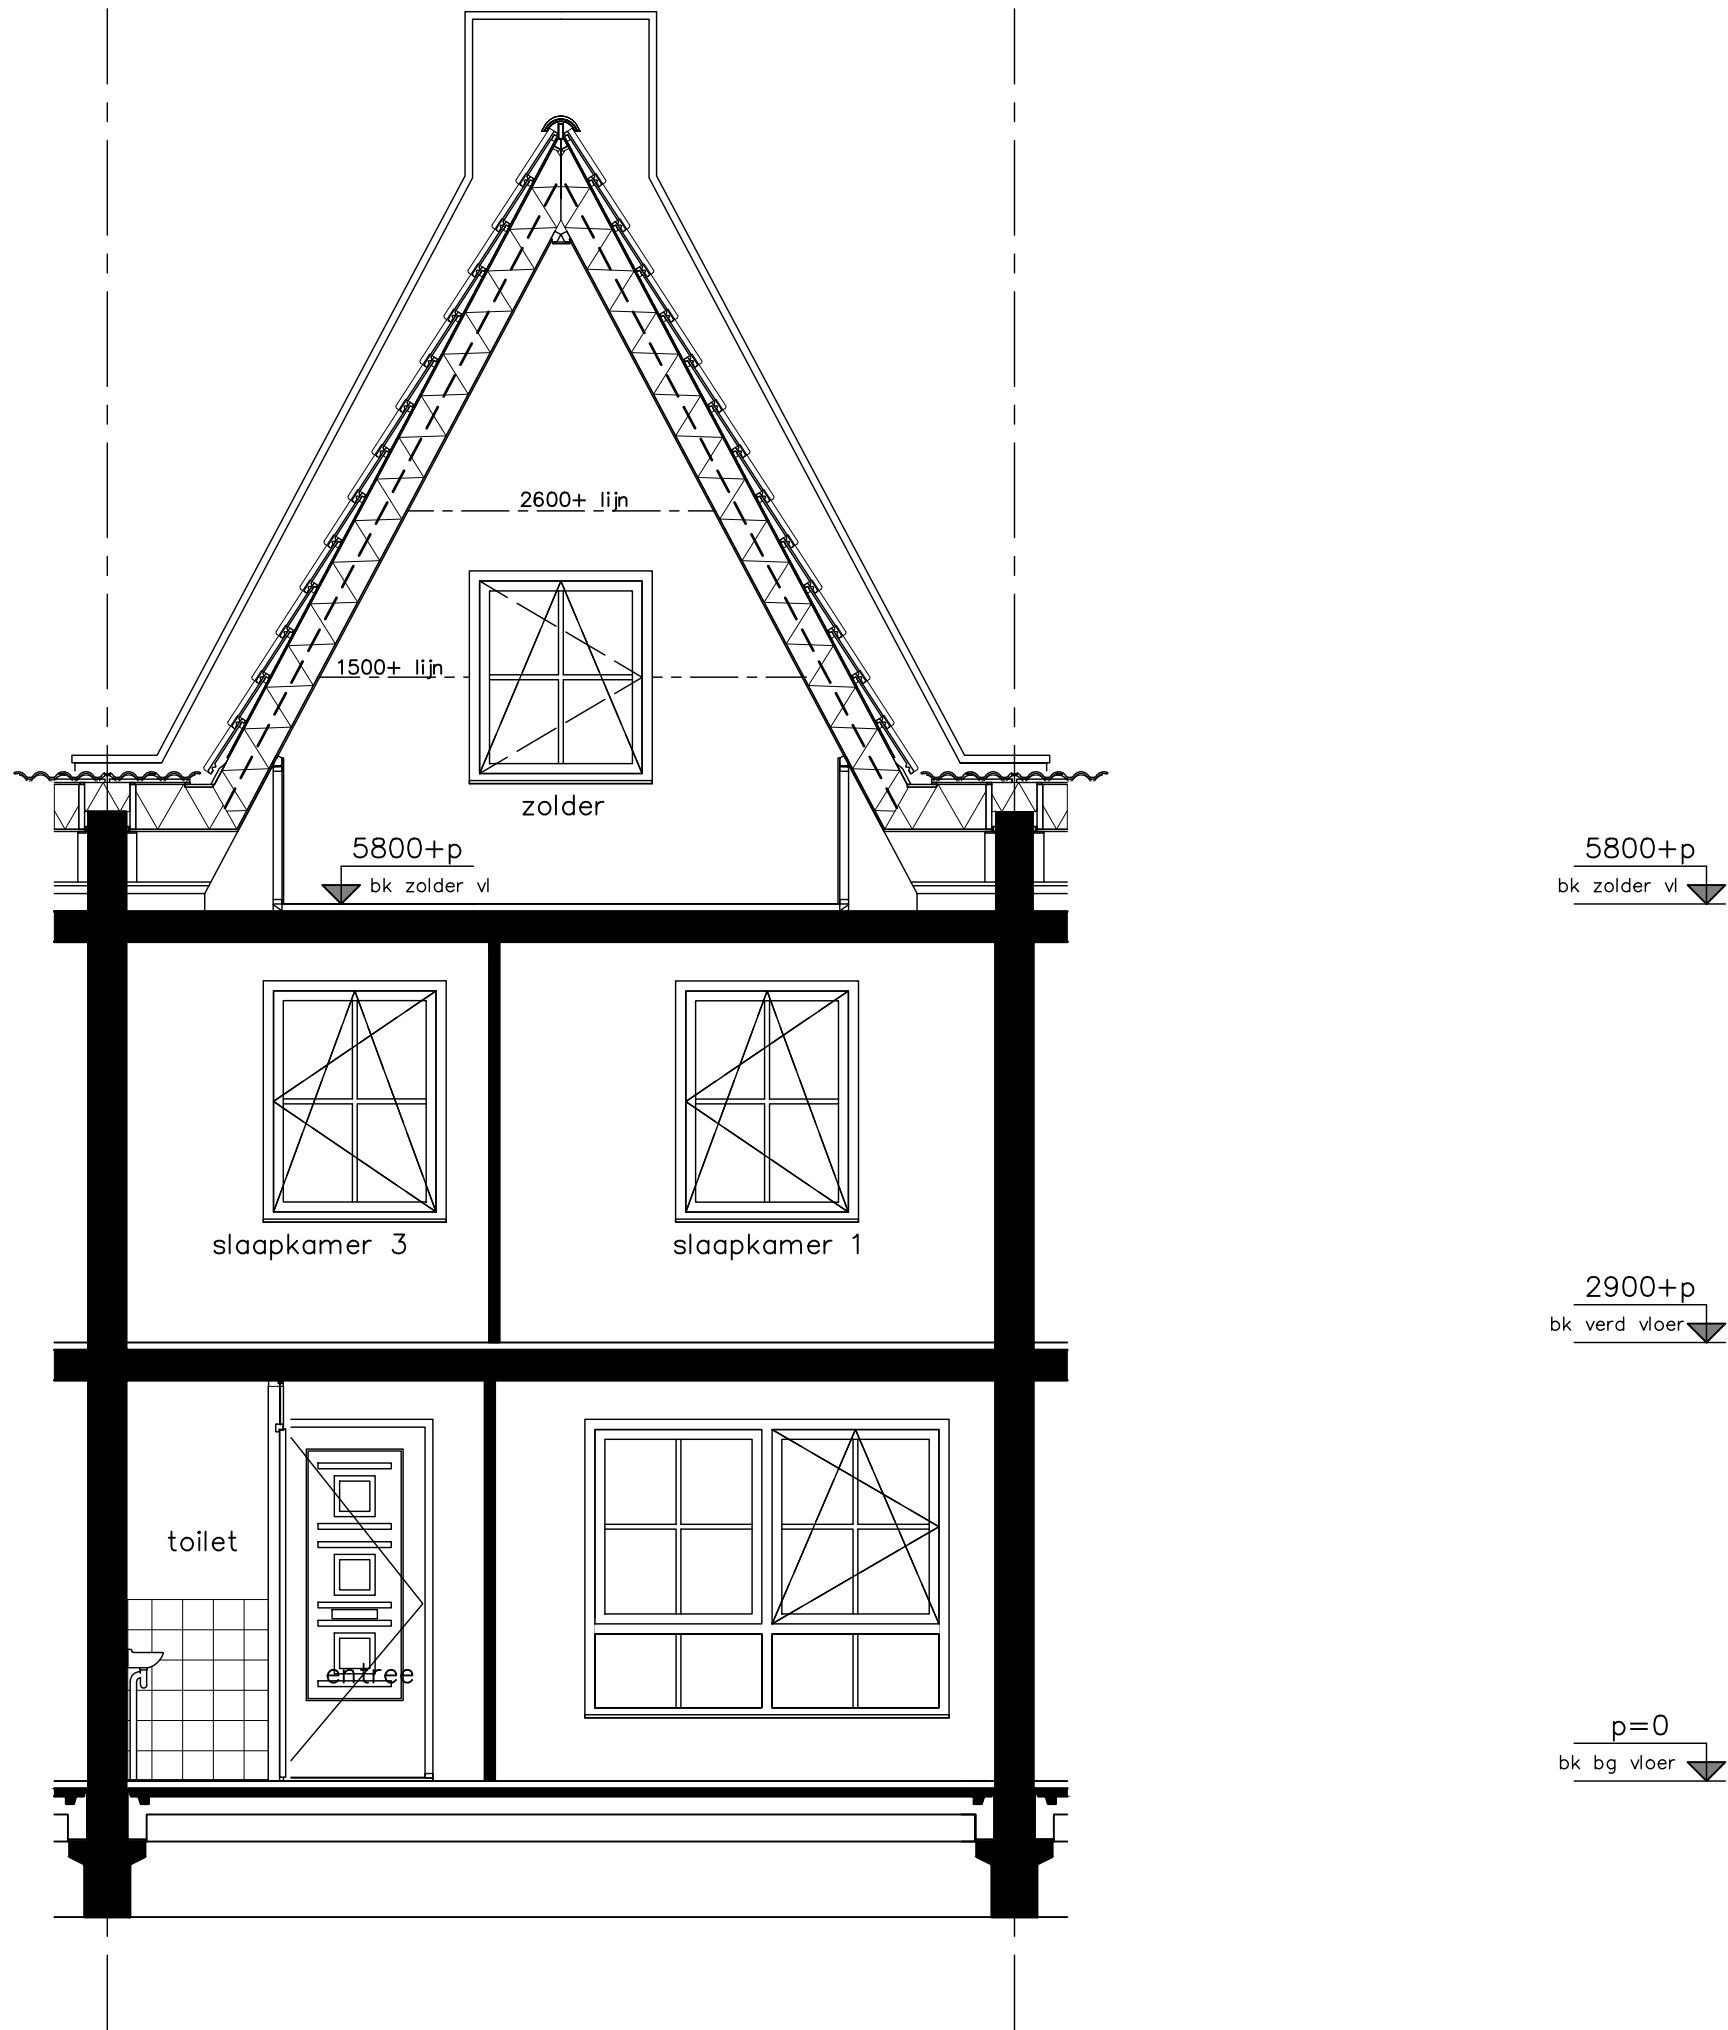 2600+ lijn
1500+ lijn
zolder
5800+p
bk zolder vl
5800+p
bk zolder vl
slaapkamer 3
slaapkamer 1
2900+p
bk verd vloer
toilet
entree
p=0
bk bg vloer